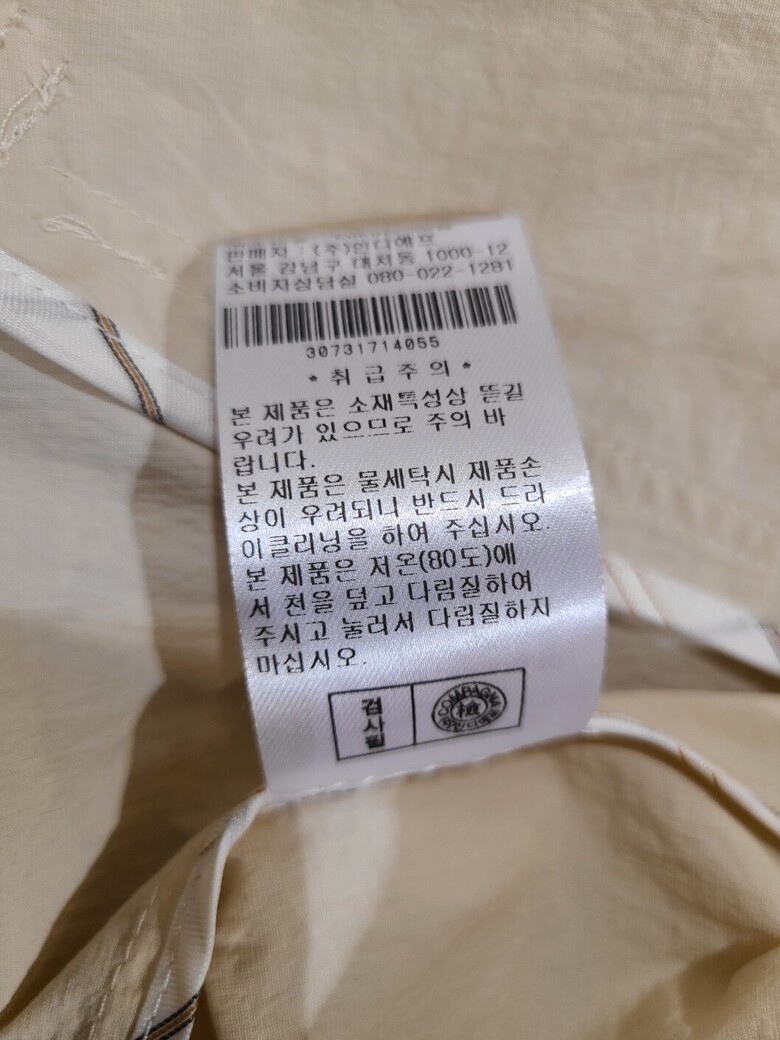 판매자 : (주)인디에프
서울 강남구 대치동 1000-12
소비자상담실 080-022-1281
30731714055
* 취 급 주 의 *
본 제품은 소재특성상 뜯길
우려가 있으므로 주의 바
랍니다.
본 제품은 물세탁시 제품손
상이 우려되니 반드시 드라
이클리닝을 하여 주십시오.
본 제품은 저온(80도)에
서 천을 덮고 다림질하여
주시고 눌러서 다림질하지
마십시오.
검사필
COMPAGNA
檢